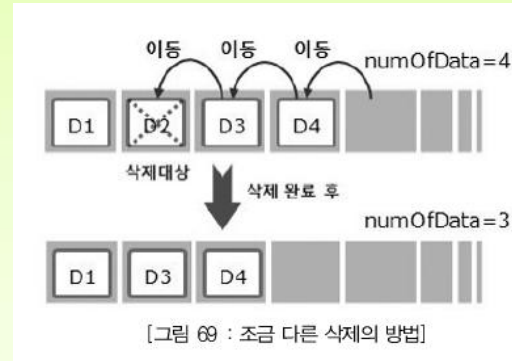 이동 이동 이동
numOfData=4
D1 D2 D3 D4
삭제대상
삭제 완료 후
numOfData=3
D1 D3 D4
[그림 69 : 조금 다른 삭제의 방법]